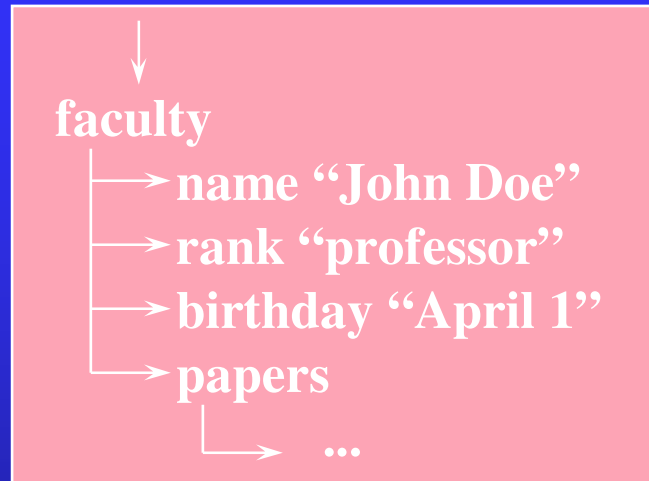 faculty
name “John Doe”
rank “professor”
birthday “April 1”
papers
...